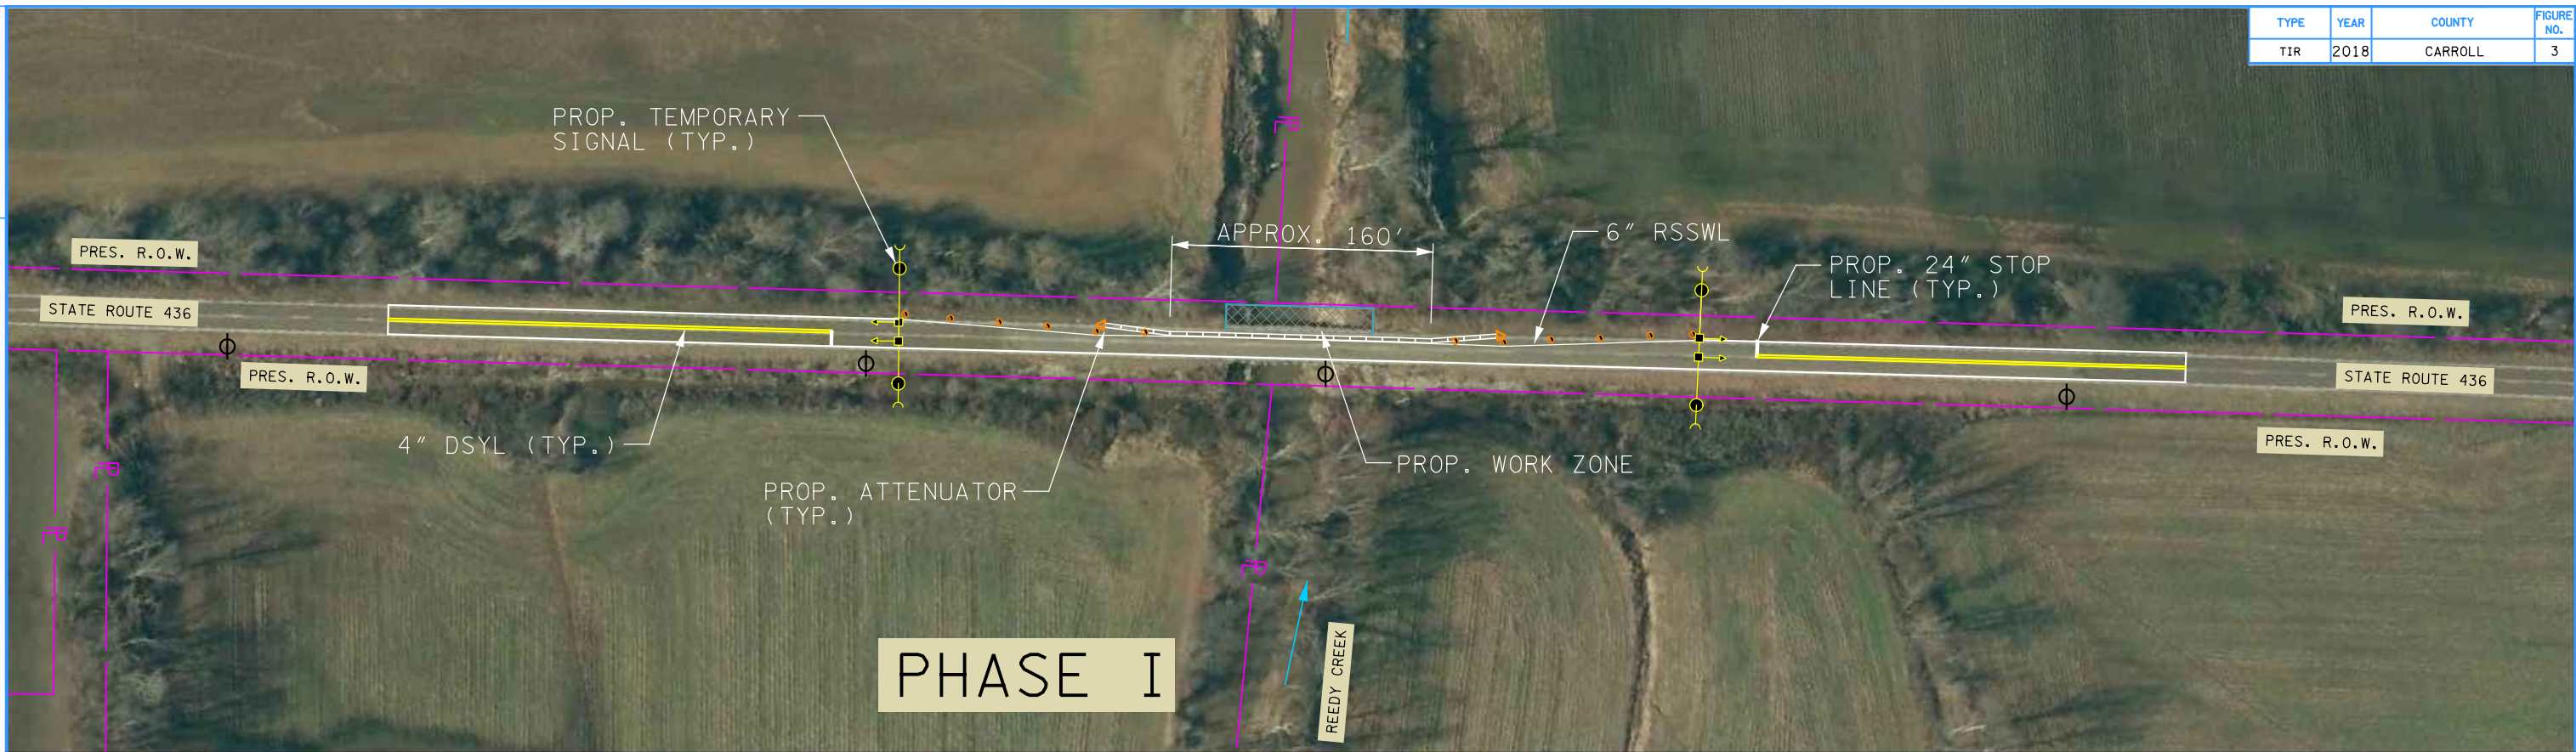 TYPE YEAR COUNTY FIGURE NO.
TIR 2018 CARROLL 3
PROP. TEMPORARY
SIGNAL (TYP.)
APPROX. 160'
6" RSSWL
PROP. 24" STOP
LINE (TYP.)
PRES. R.O.W.
STATE ROUTE 436
PRES. R.O.W.
PRES. R.O.W.
STATE ROUTE 436
PRES. R.O.W.
4" DSYL (TYP.)
PROP. ATTENUATOR
(TYP.)
PROP. WORK ZONE
PHASE I
REEDY CREEK